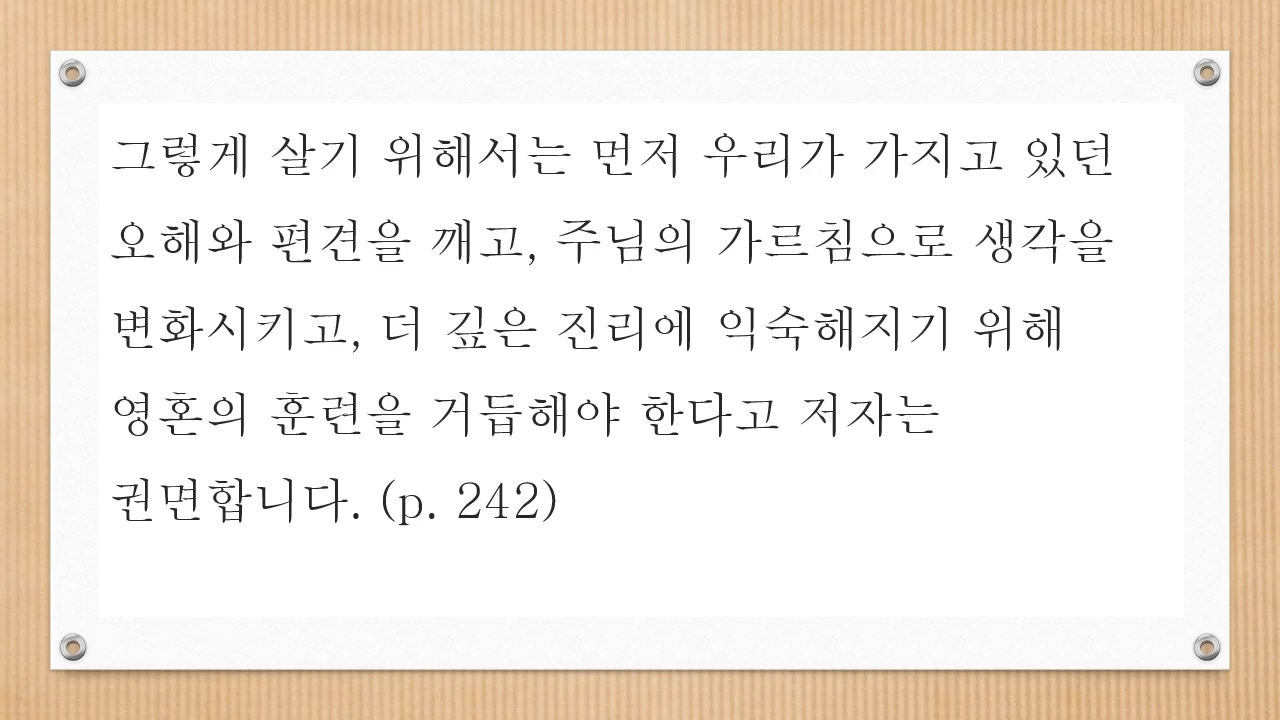 그렇게 살기 위해서는 먼저 우리가 가지고 있던
오해와 편견을 깨고, 주님의 가르침으로 생각을
변화시키고, 더 깊은 진리에 익숙해지기 위해
영혼의 훈련을 거듭해야 한다고 저자는
권면합니다. (p. 242)